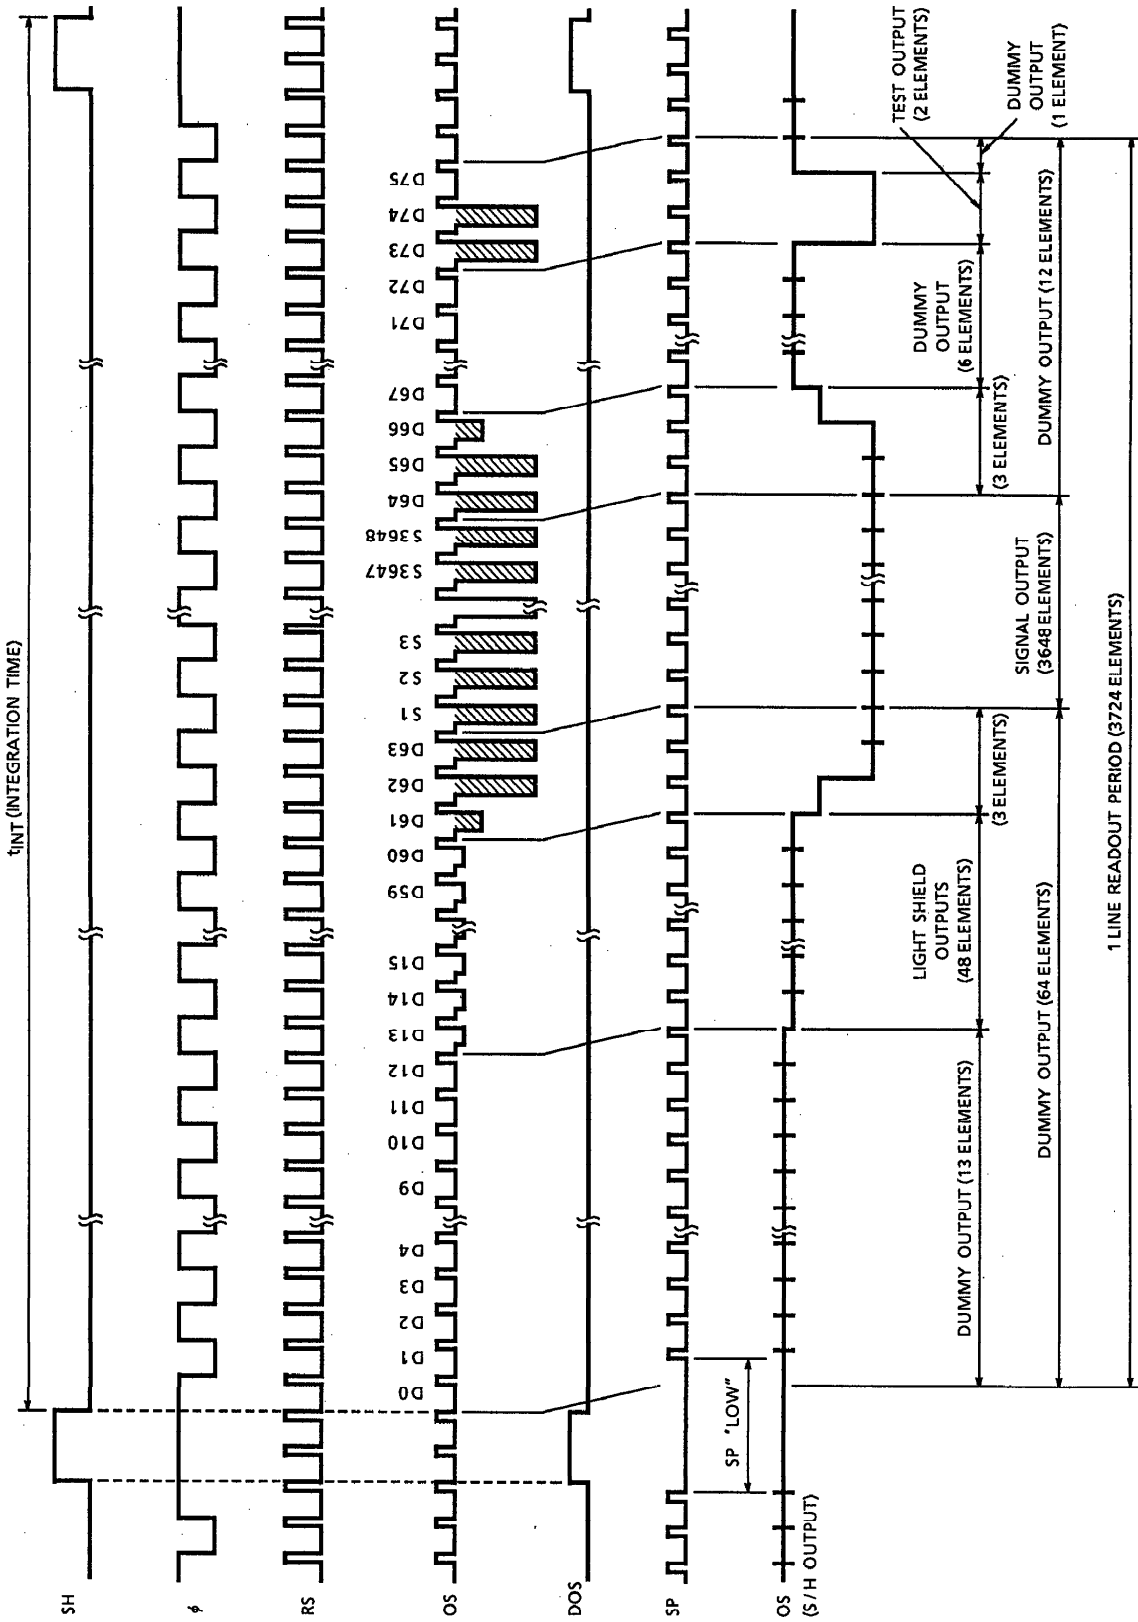 tINT (INTEGRATION TIME)
SH
φ
RS
OS
D0
D1
D2
D3
D4
D9
D10
D11
D12
D13
D14
D15
D59
D60
D61
D62
D63
S1
S2
S3
S3647
S3648
D64
D65
D66
D67
D71
D72
D73
D74
D75
DOS
SP
SP "LOW"
OS
(S / H OUTPUT)
DUMMY OUTPUT (13 ELEMENTS)
LIGHT SHIELD
OUTPUTS
(48 ELEMENTS)
(3 ELEMENTS)
DUMMY OUTPUT (64 ELEMENTS)
SIGNAL OUTPUT
(3648 ELEMENTS)
(3 ELEMENTS)
DUMMY
OUTPUT
(6 ELEMENTS)
TEST OUTPUT
(2 ELEMENTS)
DUMMY
OUTPUT
(1 ELEMENT)
DUMMY OUTPUT (12 ELEMENTS)
1 LINE READOUT PERIOD (3724 ELEMENTS)